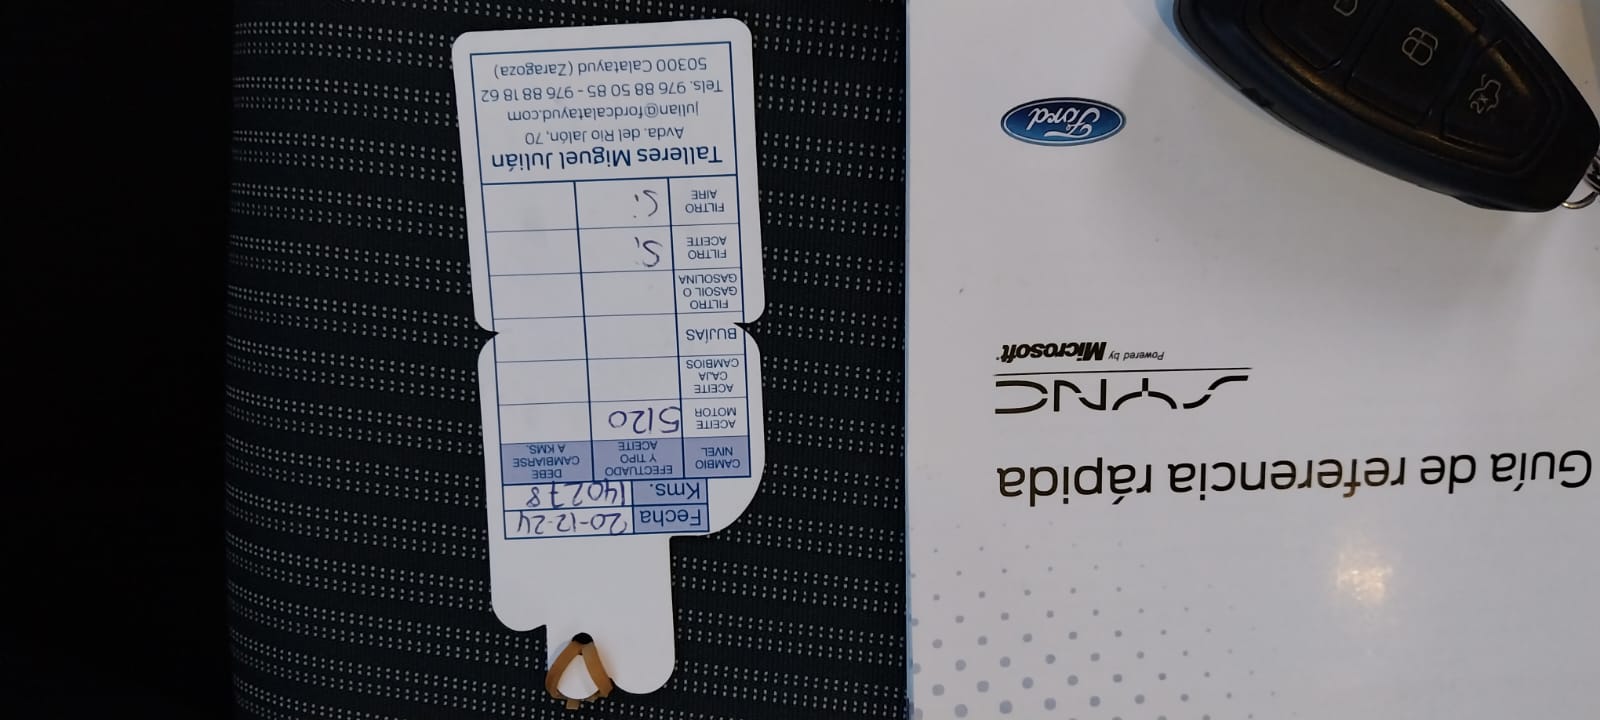 Fecha 20-12-24
Kms. 140278
CAMBIO NIVEL
EFECTUADO Y TIPO ACEITE
DEBE CAMBIARSE A KMS.
ACEITE MOTOR 5120
ACEITE CAJA CAMBIOS
BUJÍAS
FILTRO GASOIL O GASOLINA
FILTRO ACEITE Si
FILTRO AIRE Si
Talleres Miguel Julián
Avda. del Río Jalón, 70
julian@fordcalatayud.com
Tels. 976 88 50 85 - 976 88 18 62
50300 Calatayud (Zaragoza)
Guía de referencia rápida
SYNC
Powered by Microsoft®
Ford
2x